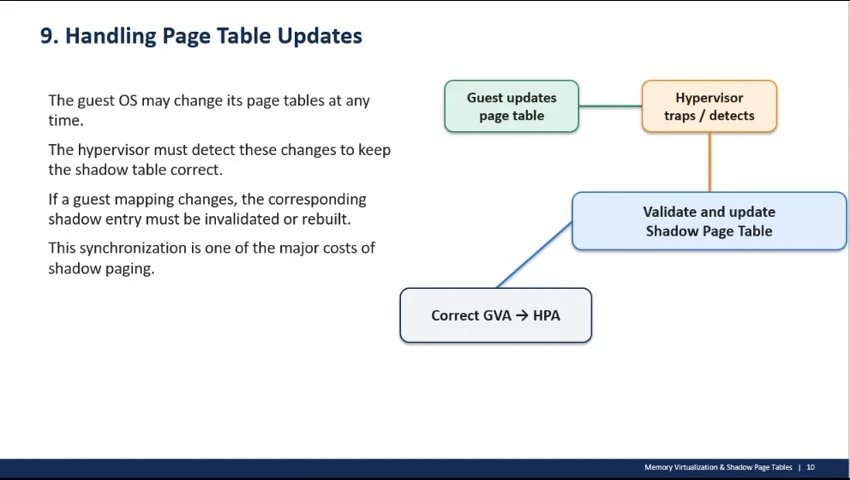 9. Handling Page Table Updates
The guest OS may change its page tables at any
time.
The hypervisor must detect these changes to keep
the shadow table correct.
If a guest mapping changes, the corresponding
shadow entry must be invalidated or rebuilt.
This synchronization is one of the major costs of
shadow paging.
Guest updates
page table
Hypervisor
traps / detects
Validate and update
Shadow Page Table
Correct GVA → HPA
Memory Virtualization & Shadow Page Tables | 10